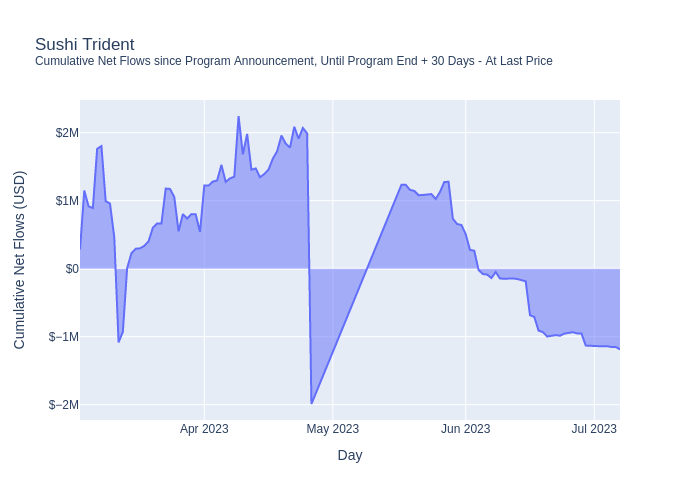 Sushi Trident
Cumulative Net Flows since Program Announcement, Until Program End + 30 Days - At Last Price
Cumulative Net Flows (USD)
$2M
$1M
$0
$−1M
$−2M
Apr 2023
May 2023
Jun 2023
Jul 2023
Day